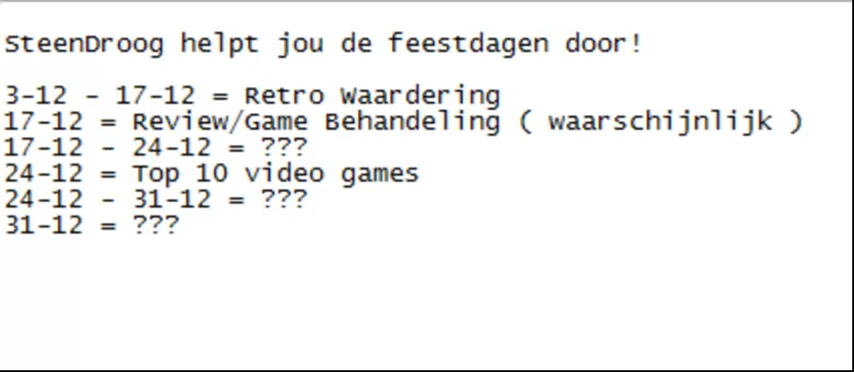 SteenDroog helpt jou de feestdagen door!
3-12 - 17-12 = Retro Waardering
17-12 = Review/Game Behandeling ( waarschijnlijk )
17-12 - 24-12 = ???
24-12 = Top 10 video games
24-12 - 31-12 = ???
31-12 = ???